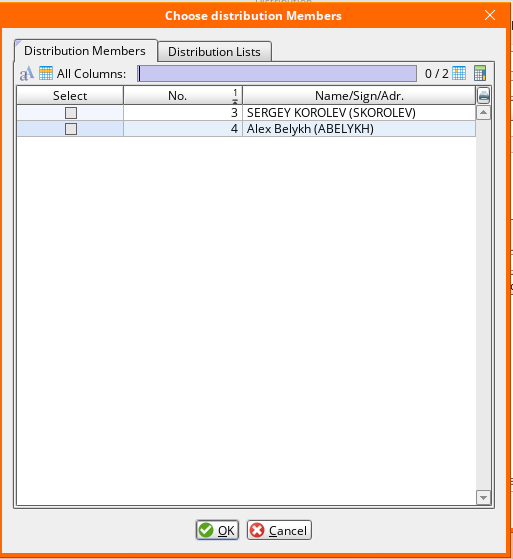 Choose distribution Members
Distribution Members
Distribution Lists
All Columns:
0 / 2
Select No. 1 Name/Sign/Adr.
3 SERGEY KOROLEV (SKOROLEV)
4 Alex Belykh (ABELYKH)
OK Cancel